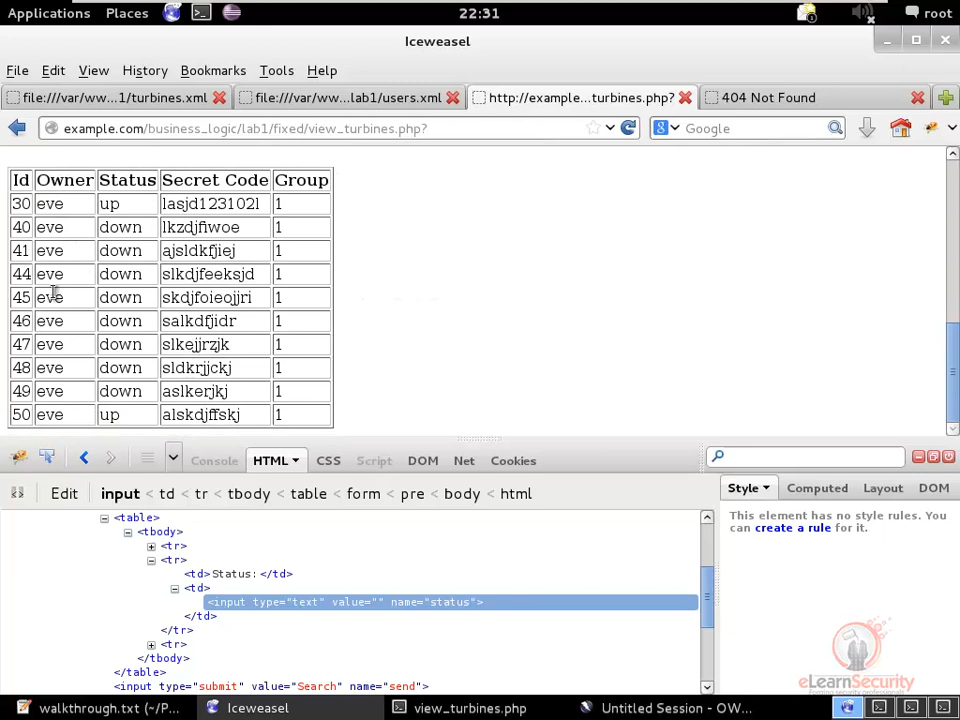 Applications Places 22:31 root
Iceweasel
File Edit View History Bookmarks Tools Help
file:///var/ww...1/turbines.xml file:///var/ww...lab1/users.xml http://example...turbines.php? 404 Not Found
example.com/business_logic/lab1/fixed/view_turbines.php? Google
Id Owner Status Secret Code Group
30 eve up lasjd123102l 1
40 eve down lkzdjfiwoe 1
41 eve down ajsldkfjiej 1
44 eve down slkdjfeeksjd 1
45 eve down skdjfoieojjri 1
46 eve down salkdfjidr 1
47 eve down slkejjrzjk 1
48 eve down sldkrjjckj 1
49 eve down aslkerjkj 1
50 eve up alskdjffskj 1
Console HTML CSS Script DOM Net Cookies
Edit input < td < tr < tbody < table < form < pre < body < html
Style Computed Layout DOM
<table>
<tbody>
<tr>
<tr>
<td>Status:</td>
<td>
<input type="text" value="" name="status">
</td>
</tr>
<tr>
</tbody>
</table>
<input type="submit" value="Search" name="send">
This element has no style rules. You
can create a rule for it.
eLearnSecurity
Forging security professionals
walkthrough.txt (~/P... Iceweasel view_turbines.php Untitled Session - OW...